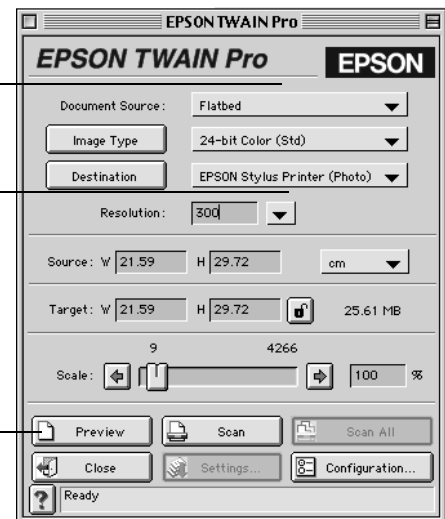 EPSON TWAIN Pro
EPSON TWAIN Pro EPSON
Document Source: Flatbed
Image Type 24-bit Color (Std)
Destination EPSON Stylus Printer (Photo)
Resolution: 300
Source: W 21.59 H 29.72 cm
Target: W 21.59 H 29.72 25.61 MB
9 4266
Scale: 100 %
Preview Scan Scan All
Close Settings... Configuration...
? Ready